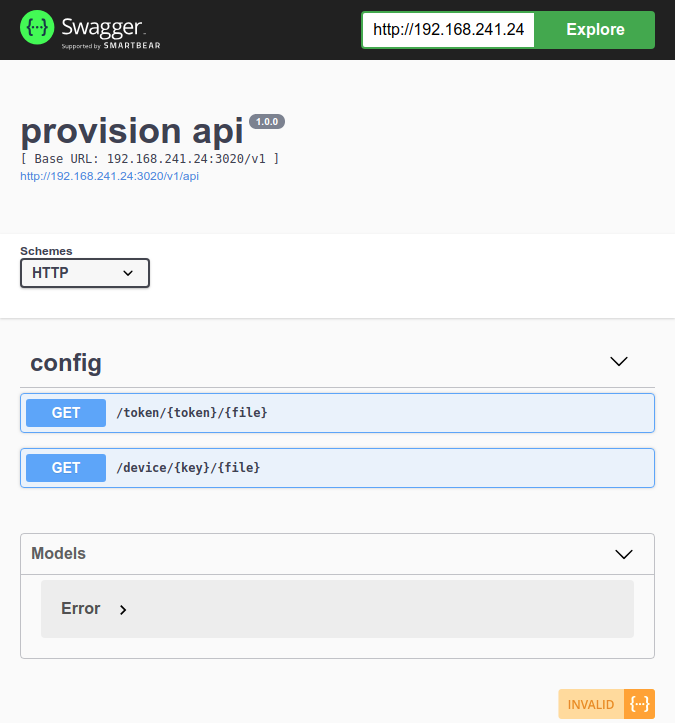 Swagger
Supported by SMARTBEAR
http://192.168.241.24
Explore
provision api 1.0.0
[ Base URL: 192.168.241.24:3020/v1 ]
http://192.168.241.24:3020/v1/api
Schemes
HTTP
config
GET /token/{token}/{file}
GET /device/{key}/{file}
Models
Error
INVALID {···}